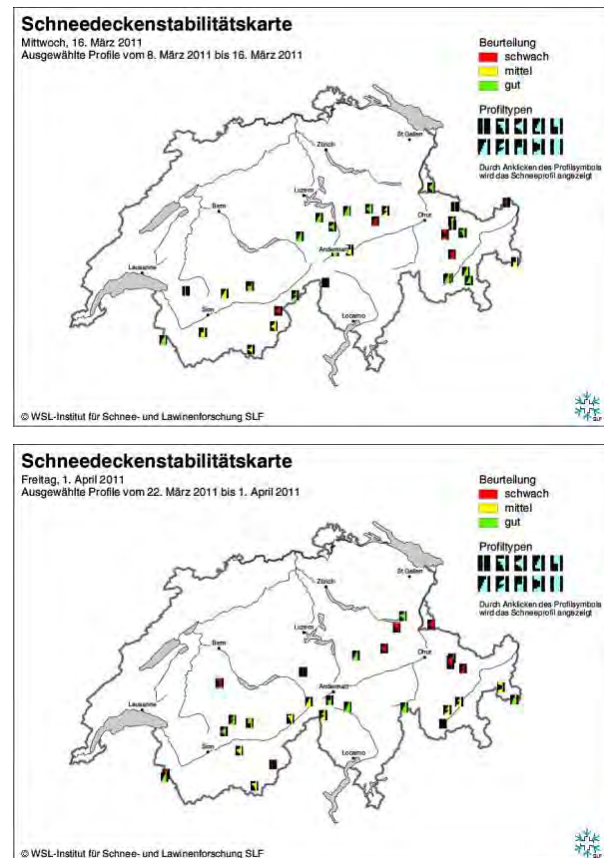 Schneedeckenstabilitätskarte
Mittwoch, 16. März 2011
Ausgewählte Profile vom 8. März 2011 bis 16. März 2011
Beurteilung
schwach
mittel
gut
Profiltypen
Durch Anklicken des Profilsymbols
wird das Schneeprofil angezeigt
St.Gallen
Zürich
Luzern
Bern
Chur
Andermatt
Lausanne
Sion
Locarno
© WSL-Institut für Schnee- und Lawinenforschung SLF
SLF
Schneedeckenstabilitätskarte
Freitag, 1. April 2011
Ausgewählte Profile vom 22. März 2011 bis 1. April 2011
Beurteilung
schwach
mittel
gut
Profiltypen
Durch Anklicken des Profilsymbols
wird das Schneeprofil angezeigt
St.Gallen
Zürich
Luzern
Bern
Chur
Andermatt
Lausanne
Sion
Locarno
© WSL-Institut für Schnee- und Lawinenforschung SLF
SLF